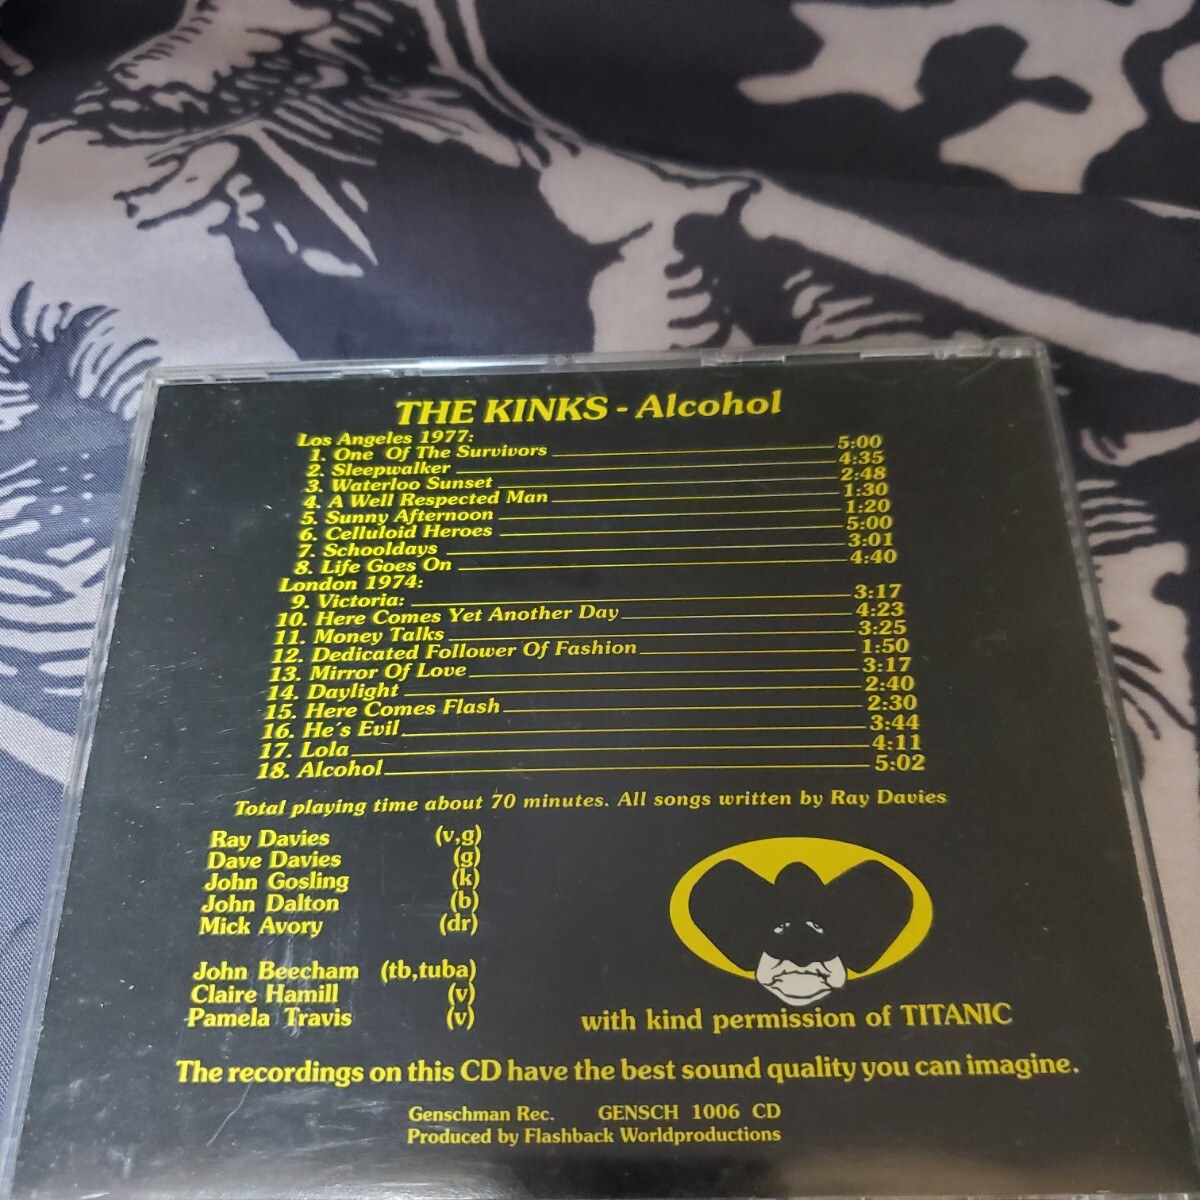 THE KINKS - Alcohol
Los Angeles 1977:
1. One Of The Survivors 5:00
2. Sleepwalker 4:35
3. Waterloo Sunset 2:48
4. A Well Respected Man 1:30
5. Sunny Afternoon 1:20
6. Celluloid Heroes 5:00
7. Schooldays 3:01
8. Life Goes On 4:40
London 1974:
9. Victoria: 3:17
10. Here Comes Yet Another Day 4:23
11. Money Talks 3:25
12. Dedicated Follower Of Fashion 1:50
13. Mirror Of Love 3:17
14. Daylight 2:40
15. Here Comes Flash 2:30
16. He´s Evil 3:44
17. Lola 4:11
18. Alcohol 5:02
Total playing time about 70 minutes. All songs written by Ray Davies
Ray Davies (v,g)
Dave Davies (g)
John Gosling (k)
John Dalton (b)
Mick Avory (dr)
John Beecham (tb,tuba)
Claire Hamill (v)
Pamela Travis (v)
with kind permission of TITANIC
The recordings on this CD have the best sound quality you can imagine.
Genschman Rec. GENSCH 1006 CD
Produced by Flashback Worldproductions